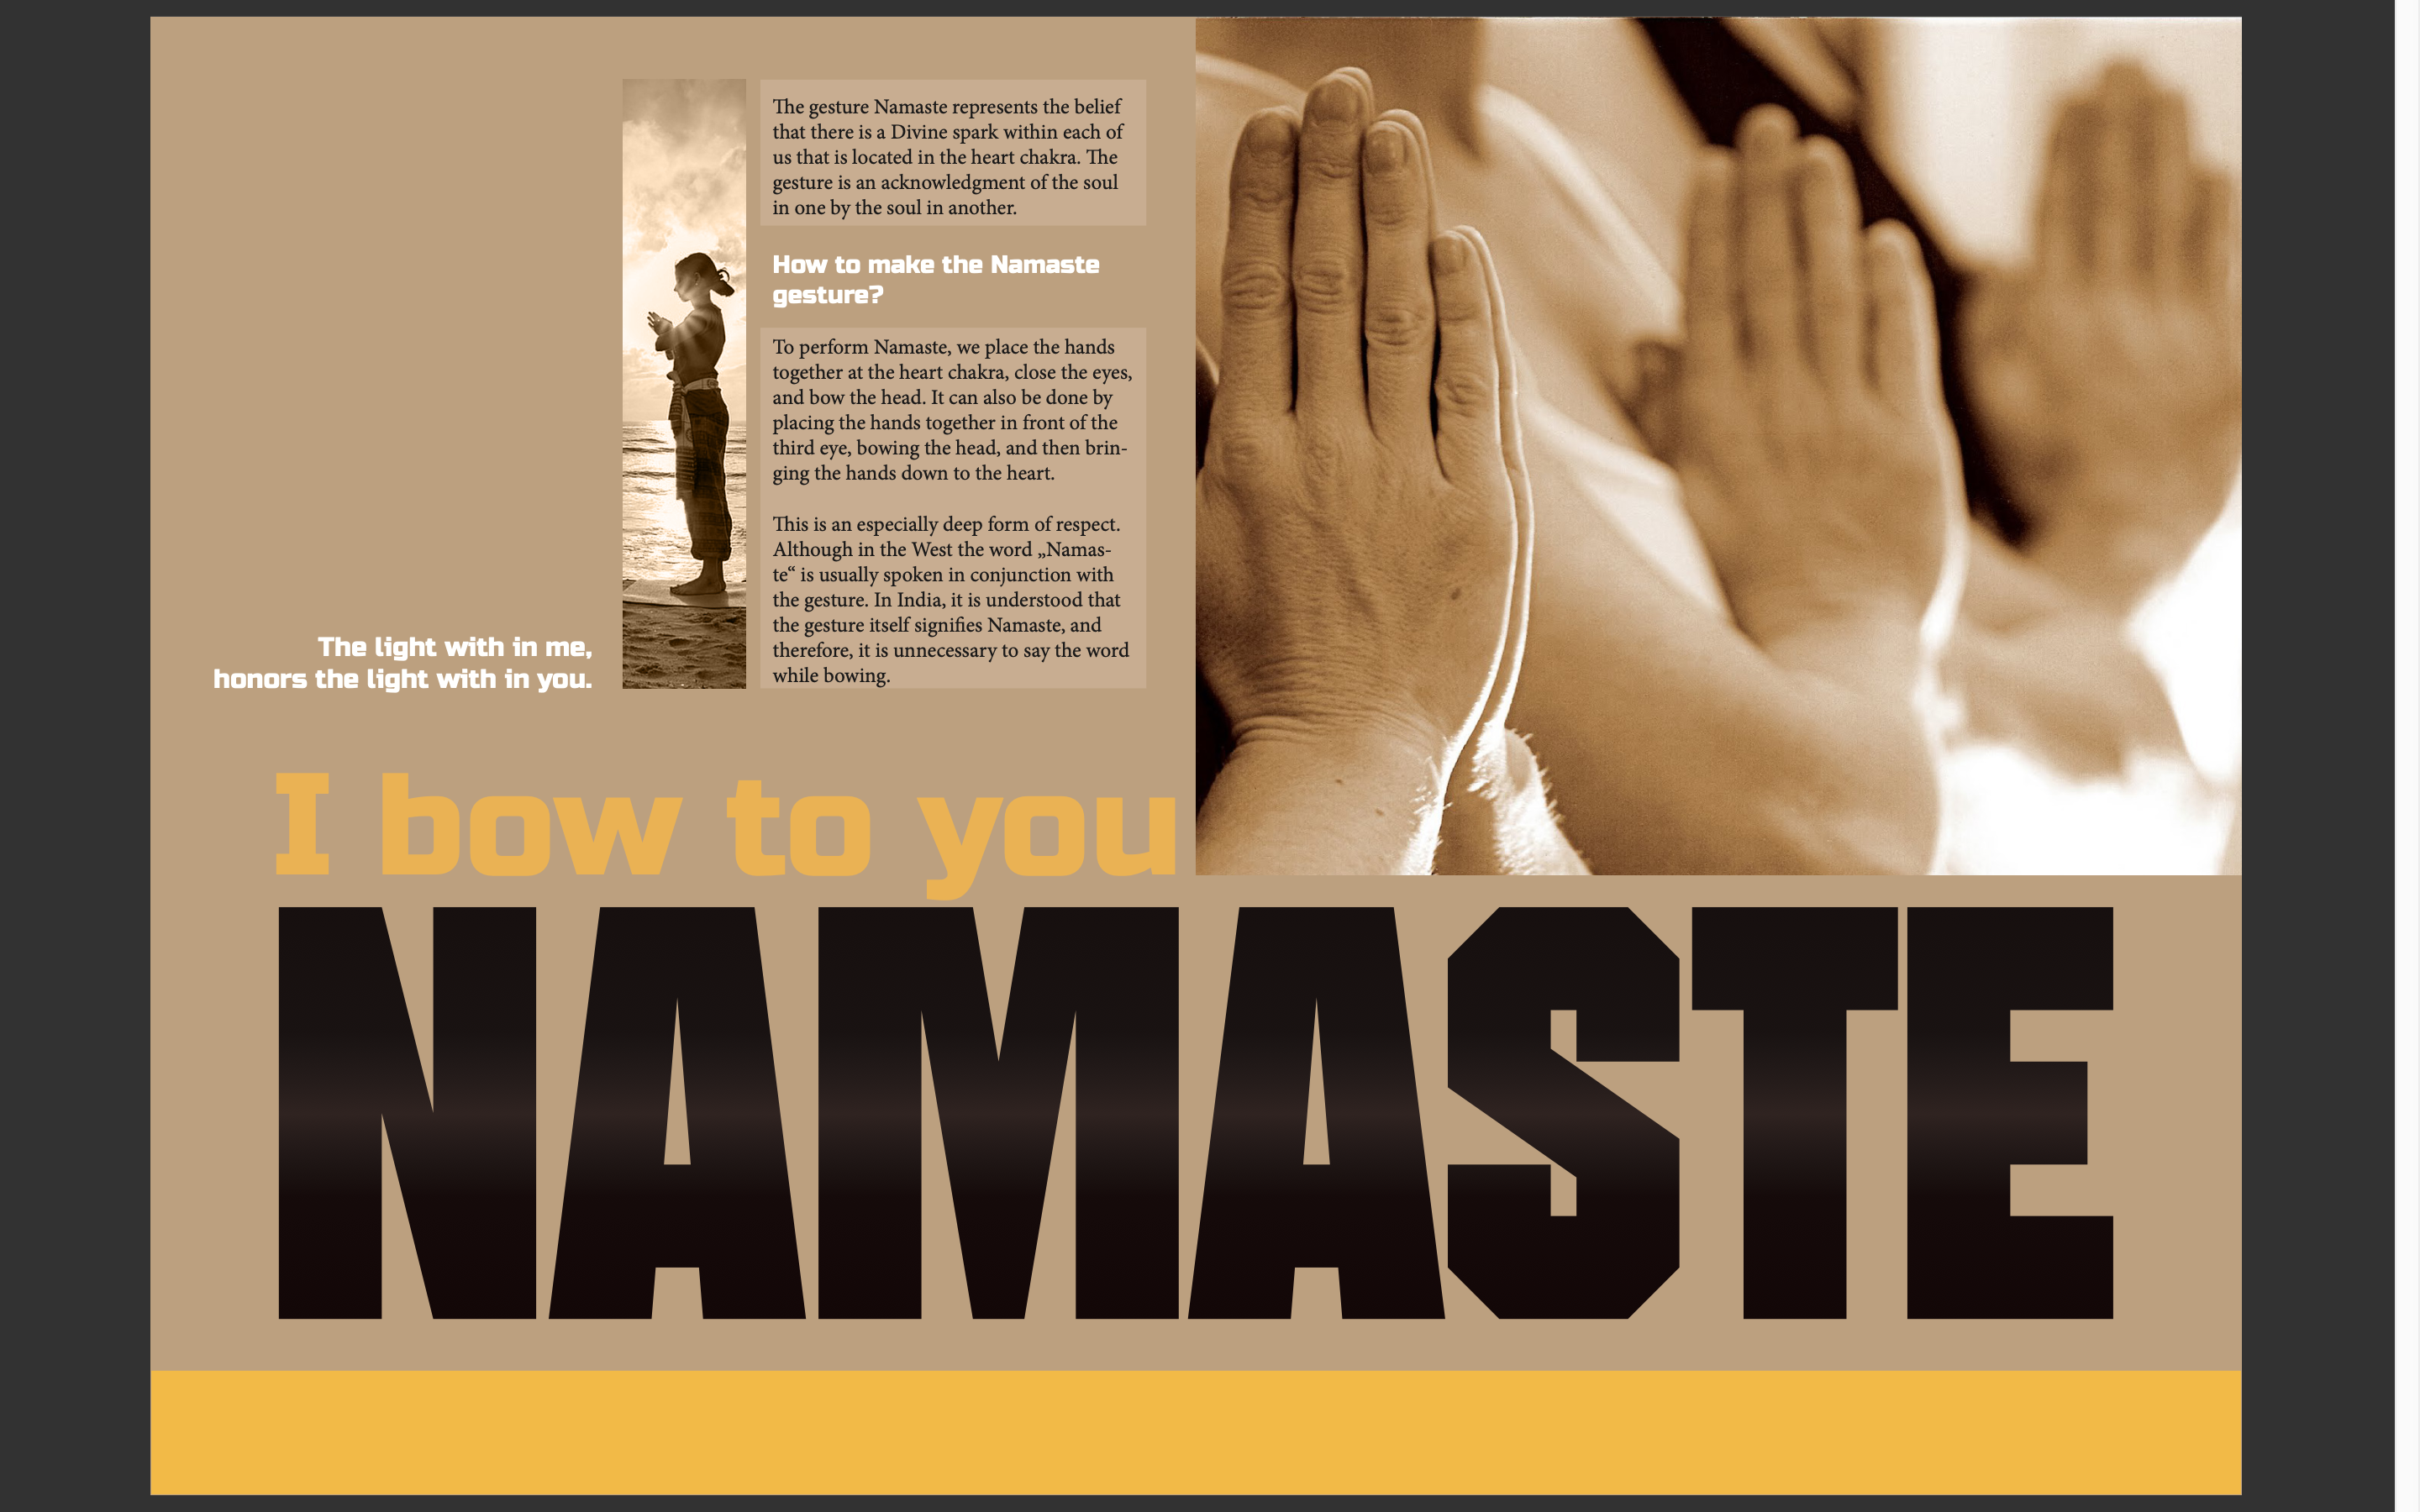 The gesture Namaste represents the belief
that there is a Divine spark within each of
us that is located in the heart chakra. The
gesture is an acknowledgment of the soul
in one by the soul in another.
How to make the Namaste
gesture?
To perform Namaste, we place the hands
together at the heart chakra, close the eyes,
and bow the head. It can also be done by
placing the hands together in front of the
third eye, bowing the head, and then brin-
ging the hands down to the heart.
This is an especially deep form of respect.
Although in the West the word „Namas-
te“ is usually spoken in conjunction with
the gesture. In India, it is understood that
the gesture itself signifies Namaste, and
therefore, it is unnecessary to say the word
while bowing.
The light with in me,
honors the light with in you.
I bow to you
NAMASTE